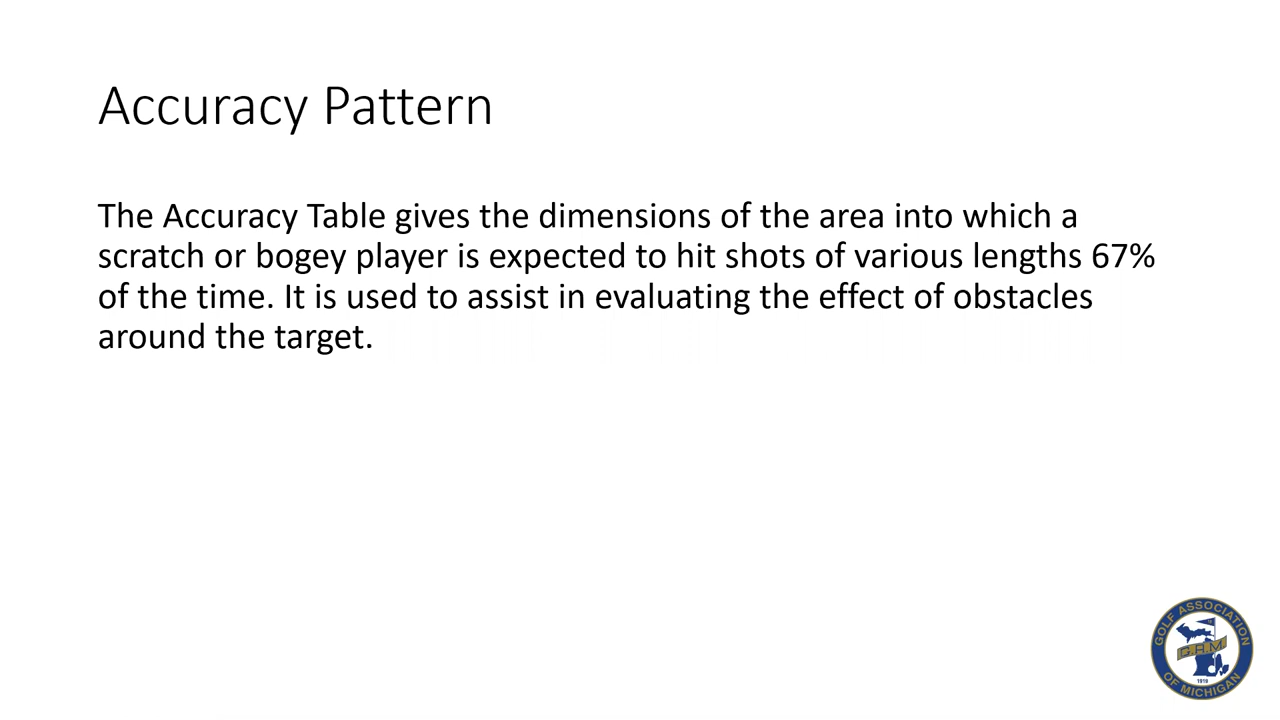 Accuracy Pattern
The Accuracy Table gives the dimensions of the area into which a
scratch or bogey player is expected to hit shots of various lengths 67%
of the time. It is used to assist in evaluating the effect of obstacles
around the target.
GOLF ASSOCIATION
G.A.M.
1919
OF MICHIGAN